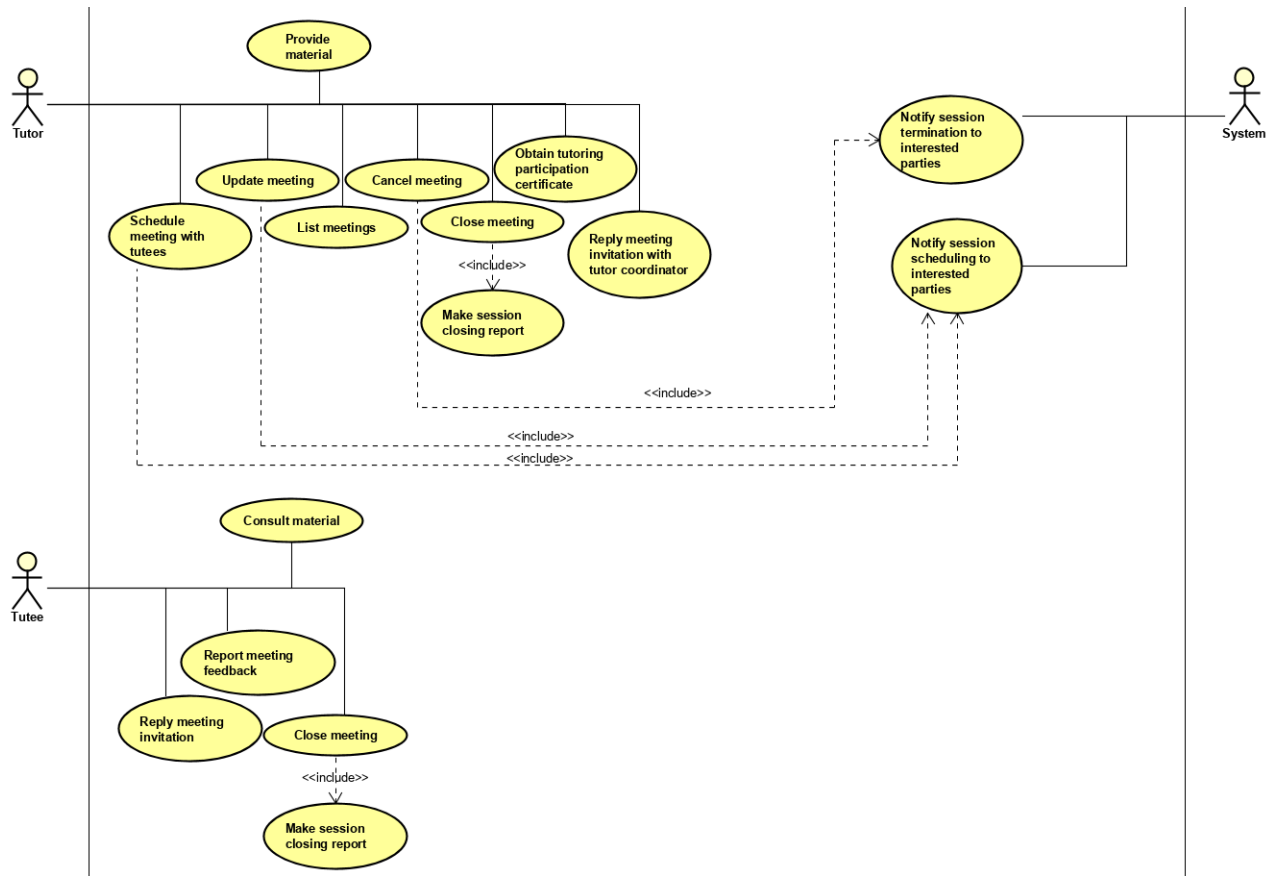 Provide
material
Tutor
System
Notify session
termination to
interested
parties
Obtain tutoring
participation
certificate
Update meeting
Cancel meeting
Schedule
meeting with
tutees
List meetings
Close meeting
Reply meeting
invitation with
tutor coordinator
Notify session
scheduling to
interested
parties
<<include>>
Make session
closing report
<<include>>
<<include>>
<<include>>
Consult material
Tutee
Report meeting
feedback
Reply meeting
invitation
Close meeting
<<include>>
Make session
closing report